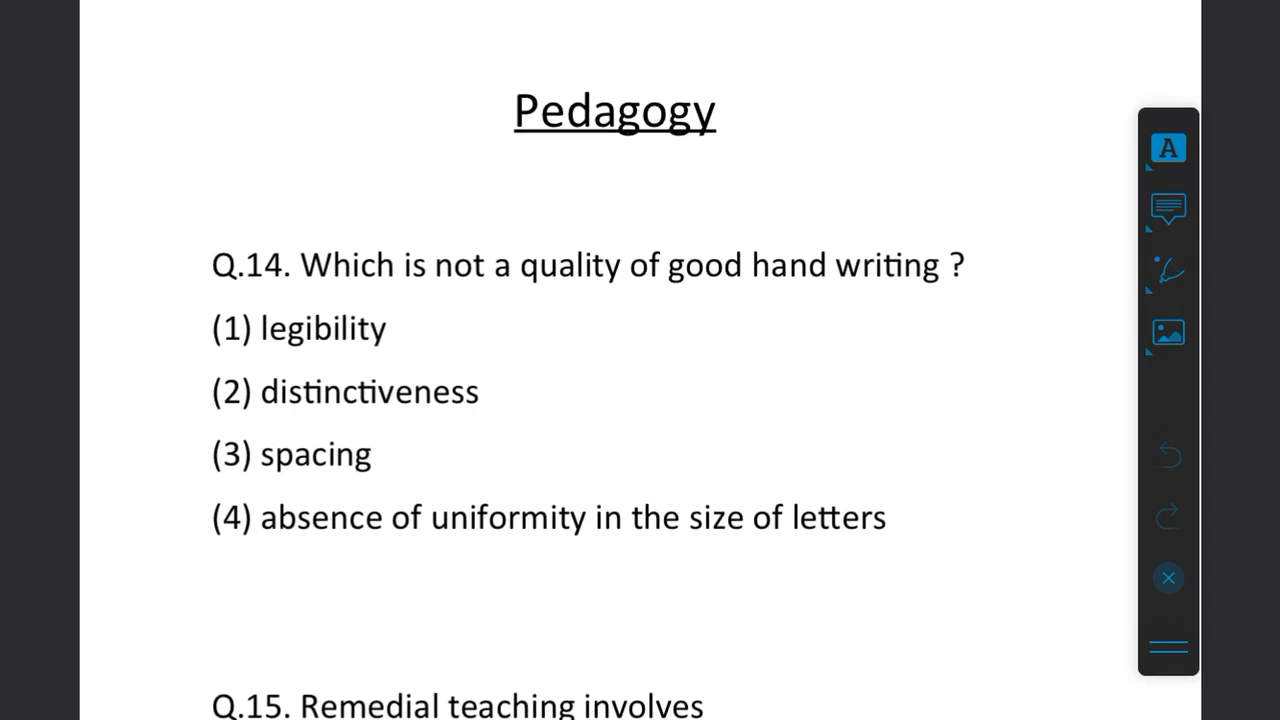 Pedagogy
Q.14. Which is not a quality of good hand writing ?
(1) legibility
(2) distinctiveness
(3) spacing
(4) absence of uniformity in the size of letters
Q.15. Remedial teaching involves
A